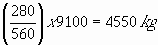 (280/560) x9100 = 4550 kg